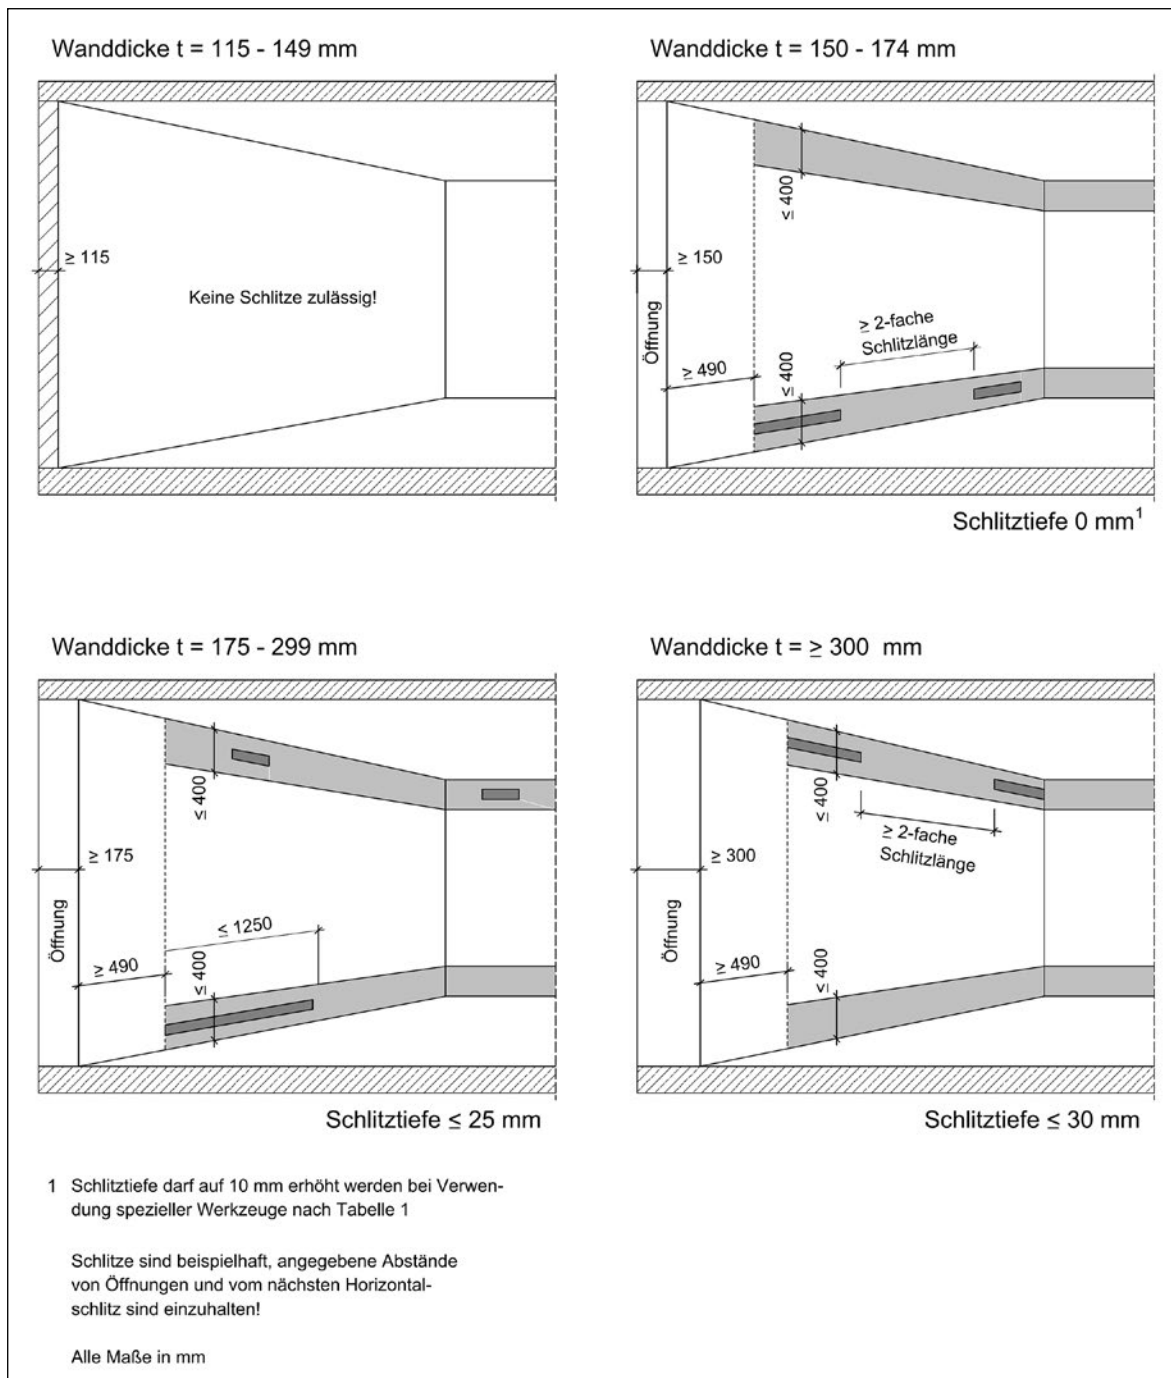 Wanddicke t = 115 - 149 mm
≥ 115
Keine Schlitze zulässig!
Wanddicke t = 150 - 174 mm
≤ 400
≥ 150
Öffnung
≥ 490
≤ 400
≥ 2-fache
Schlitzlänge
Schlitztiefe 0 mm¹
Wanddicke t = 175 - 299 mm
≤ 400
≥ 175
Öffnung
≥ 490
≤ 1250
≤ 400
Schlitztiefe ≤ 25 mm
Wanddicke t = ≥ 300 mm
≤ 400
≥ 2-fache
Schlitzlänge
≥ 300
Öffnung
≥ 490
≤ 400
Schlitztiefe ≤ 30 mm
1 Schlitztiefe darf auf 10 mm erhöht werden bei Verwen-
dung spezieller Werkzeuge nach Tabelle 1
Schlitze sind beispielhaft, angegebene Abstände
von Öffnungen und vom nächsten Horizontal-
schlitz sind einzuhalten!
Alle Maße in mm